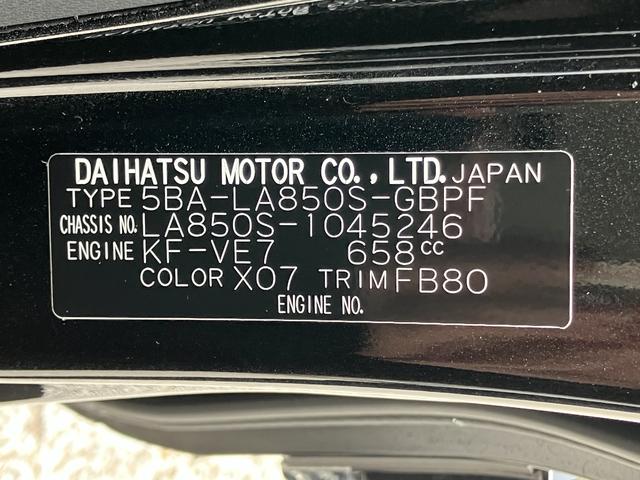 DAIHATSU MOTOR CO., LTD. JAPAN
TYPE 5BA-LA850S-GBPF
CHASSIS NO. LA850S-1045246
ENGINE KF-VE7 658cc
COLOR X07 TRIM FB80
ENGINE NO.